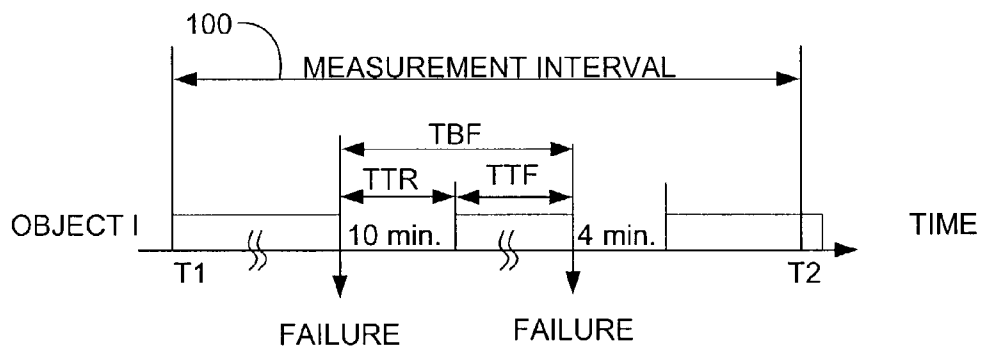 100
MEASUREMENT INTERVAL
TBF
TTR TTF
OBJECT I 10 min. 4 min. TIME
T1 T2
FAILURE FAILURE